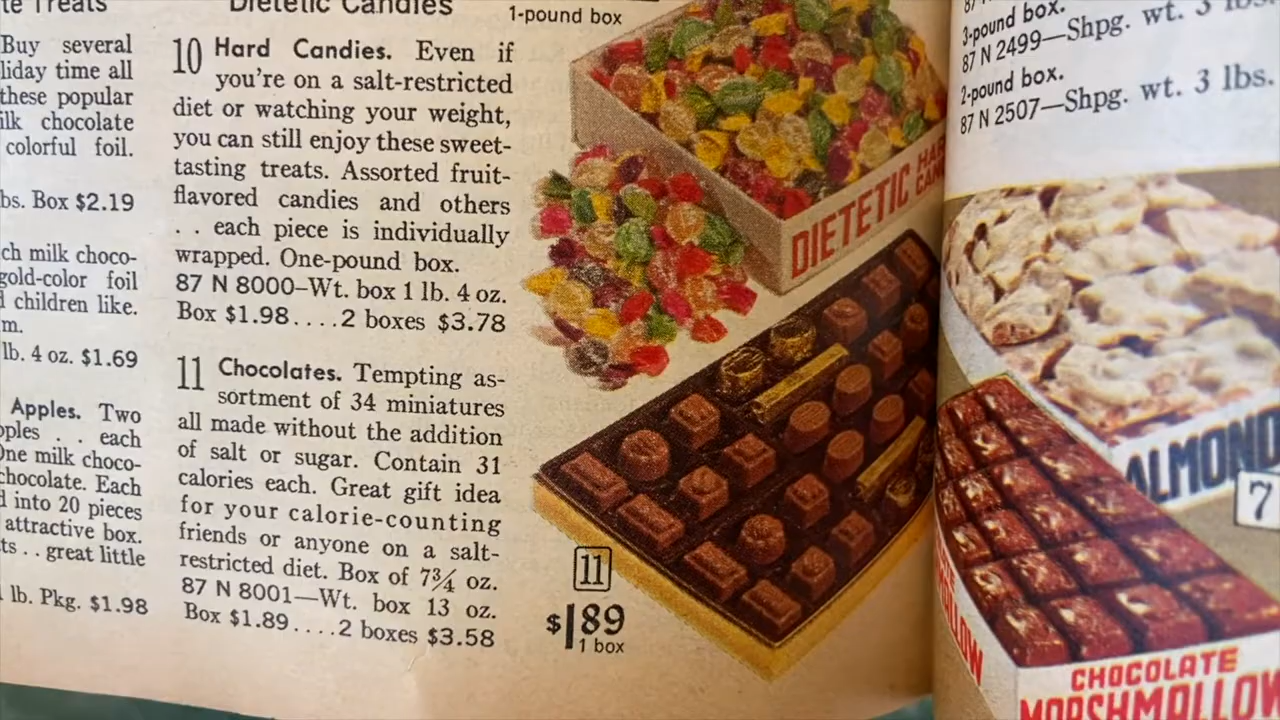 te Treats
Buy several
liday time all
these popular
ilk chocolate
colorful foil.
bs. Box $2.19
ch milk choco-
gold-color foil
d children like.
m.
lb. 4 oz. $1.69
Apples. Two
pples . . each
One milk choco-
chocolate. Each
d into 20 pieces
attractive box.
ts . . great little
lb. Pkg. $1.98
Dietetic Candies
10 Hard Candies. Even if
you're on a salt-restricted
diet or watching your weight,
you can still enjoy these sweet-
tasting treats. Assorted fruit-
flavored candies and others
. . each piece is individually
wrapped. One-pound box.
87 N 8000—Wt. box 1 lb. 4 oz.
Box $1.98....2 boxes $3.78
11 Chocolates. Tempting as-
sortment of 34 miniatures
all made without the addition
of salt or sugar. Contain 31
calories each. Great gift idea
for your calorie-counting
friends or anyone on a salt-
restricted diet. Box of 7¾ oz.
87 N 8001—Wt. box 13 oz.
Box $1.89....2 boxes $3.58
1-pound box
DIETETIC HARD
CAN
11
$1.89
1 box
3-pound box.
87 N 2499—Shpg. wt. 3 lbs.
2-pound box.
87 N 2507—Shpg. wt. 3 lbs.
ALMOND
7
CHOCOLATE
MARSHMALLOW